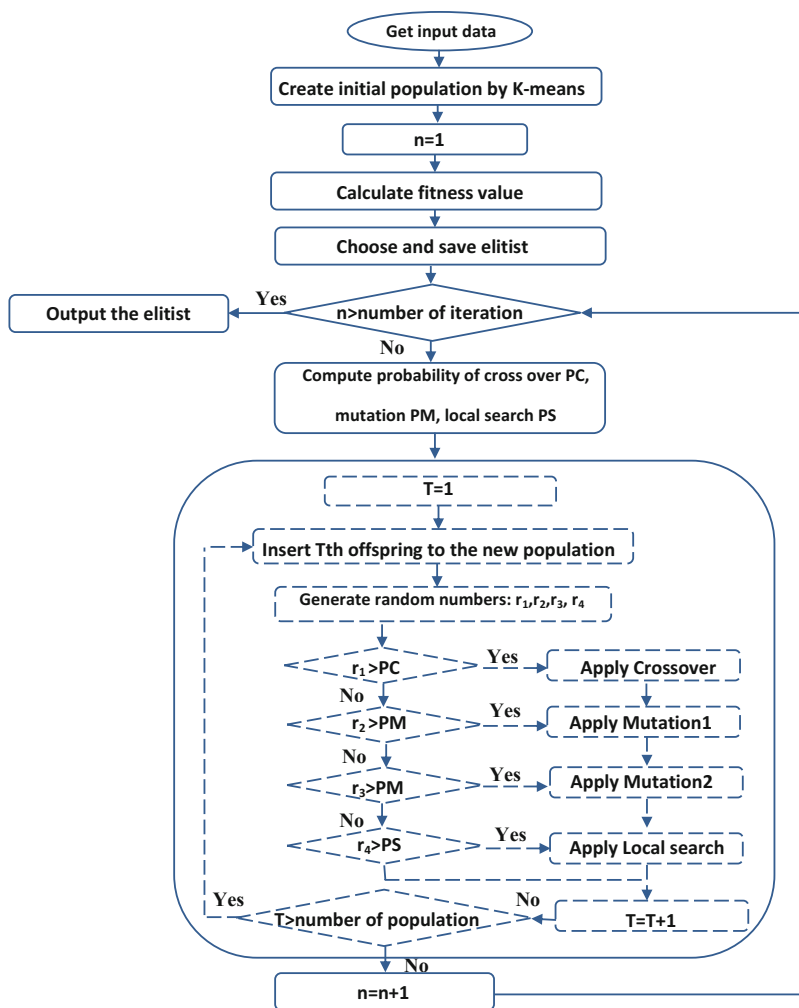 Get input data
Create initial population by K-means
n=1
Calculate fitness value
Choose and save elitist
Yes
Output the elitist
n>number of iteration
No
Compute probability of cross over PC,
mutation PM, local search PS
T=1
Insert Tth offspring to the new population
Generate random numbers: r₁,r₂,r₃, r₄
r₁>PC
Yes
Apply Crossover
No
r₂>PM
Yes
Apply Mutation1
No
r₃>PM
Yes
Apply Mutation2
No
r₄>PS
Yes
Apply Local search
Yes
T>number of population
No
T=T+1
No
n=n+1